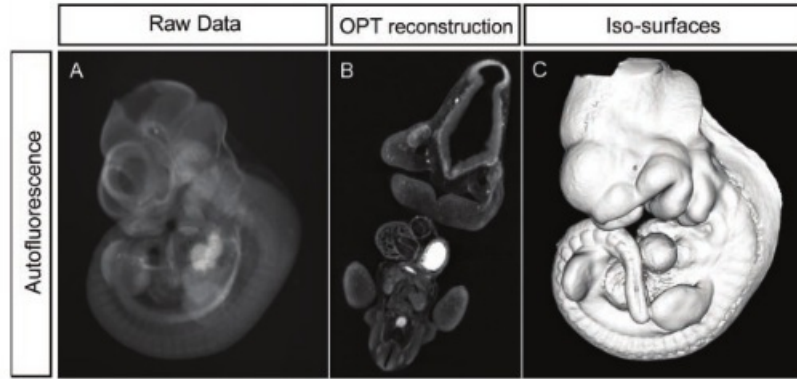 Raw Data
OPT reconstruction
Iso-surfaces
Autofluorescence
A
B
C